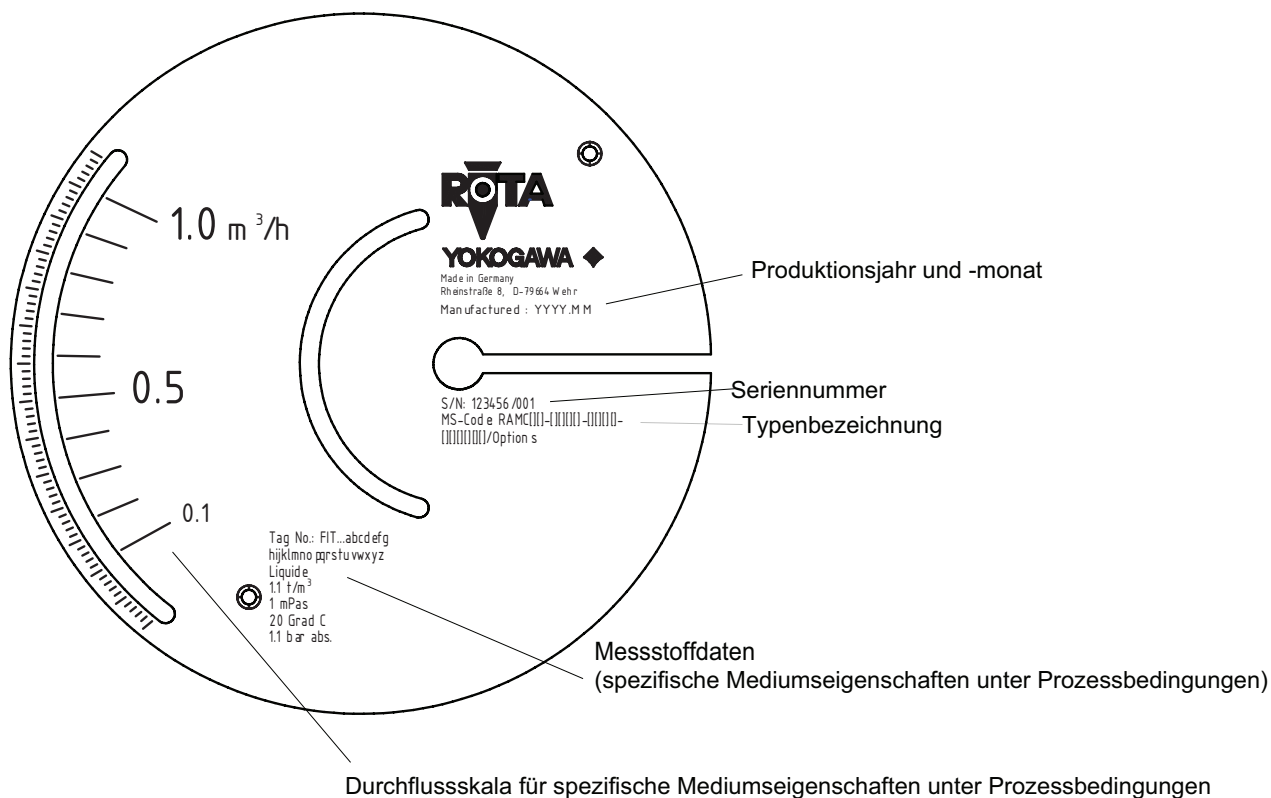 ROTA
YOKOGAWA
Made in Germany
Rheinstraße 8, D-79664 Wehr
Manufactured : YYYY.MM
Produktionsjahr und -monat
1.0 m³/h
0.5
0.1
S/N: 123456/001
MS-Code RAMC[][]-[][][][]-[][][][]-
[][][][][][]/Options
Seriennummer
Typenbezeichnung
Tag No.: FIT...abcdefg
hijklmnopqrstuvwxyz
Liquide
1.1 t/m³
1 mPas
20 Grad C
1.1 bar abs.
Messstoffdaten
(spezifische Mediumseigenschaften unter Prozessbedingungen)
Durchflussskala für spezifische Mediumseigenschaften unter Prozessbedingungen